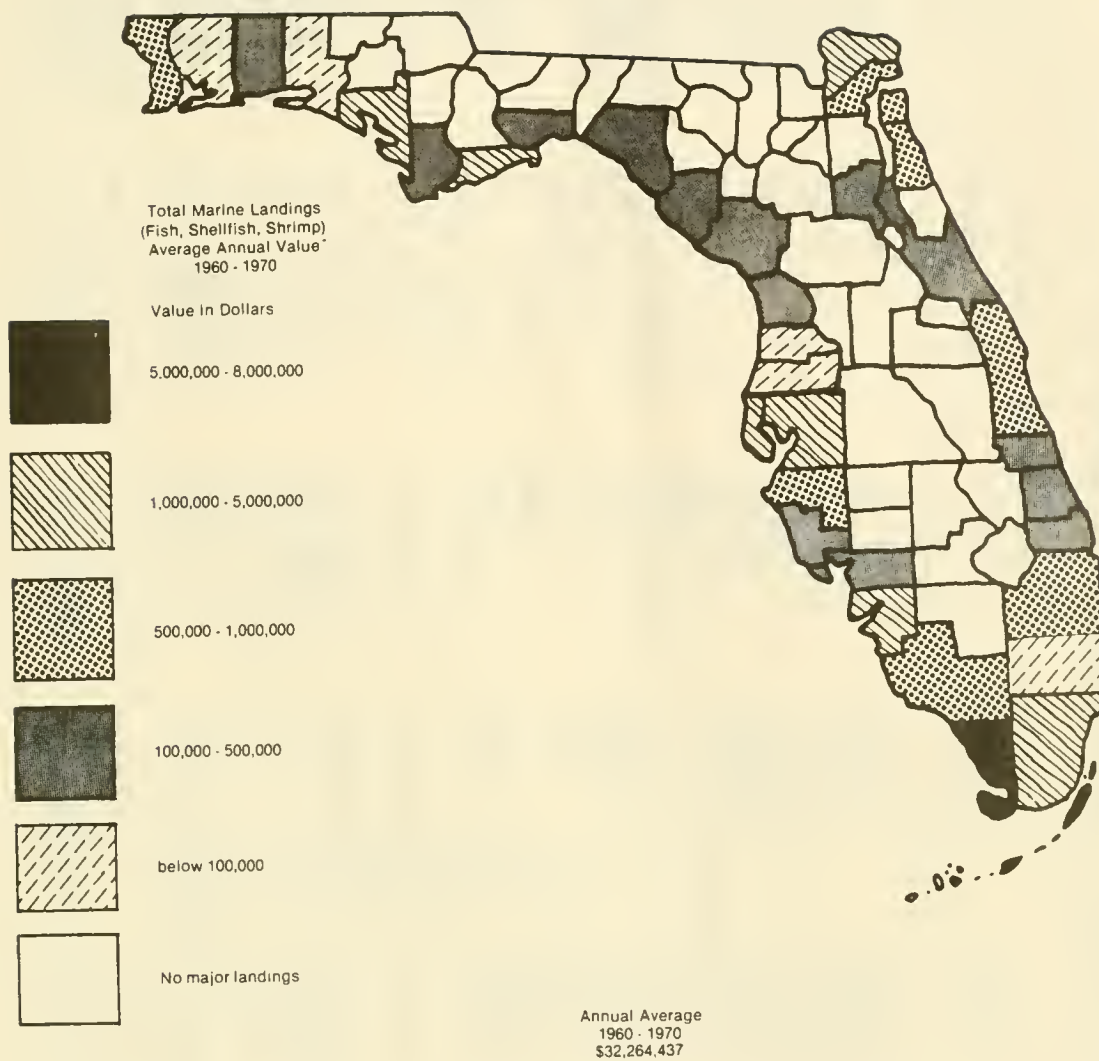 Total Marine Landings
(Fish, Shellfish, Shrimp)
Average Annual Value*
1960 - 1970
Value in Dollars
5.000,000 - 8,000,000
1,000,000 - 5,000,000
500,000 - 1,000,000
100,000 - 500,000
below 100,000
No major landings
Annual Average
1960 - 1970
$32,264,437